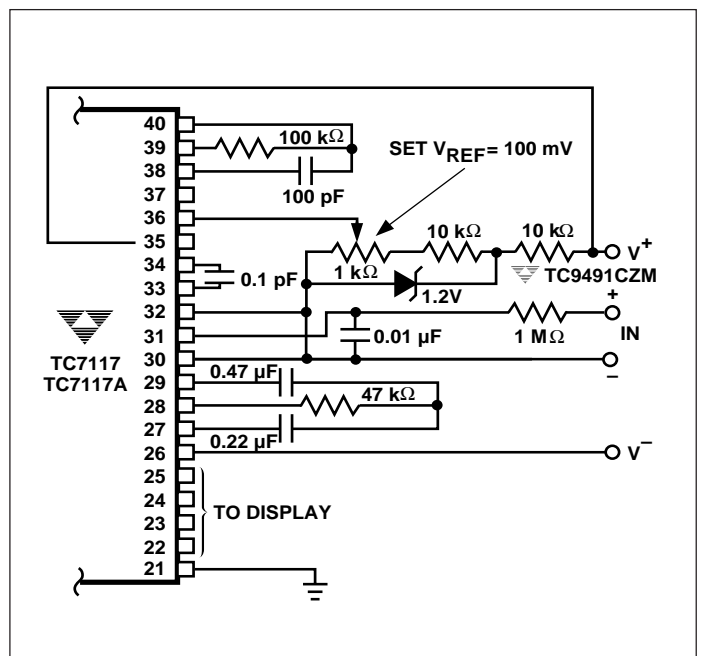 40
39
38
37
36
35
34
33
32
31
30
29
28
27
26
25
24
23
22
21
TC7117
TC7117A
100 kΩ
100 pF
SET VREF = 100 mV
10 kΩ
10 kΩ
V+
1 kΩ
TC9491CZM
0.1 pF
1.2V
+
0.01 µF
1 MΩ
IN
–
0.47 µF
47 kΩ
0.22 µF
V–
TO DISPLAY